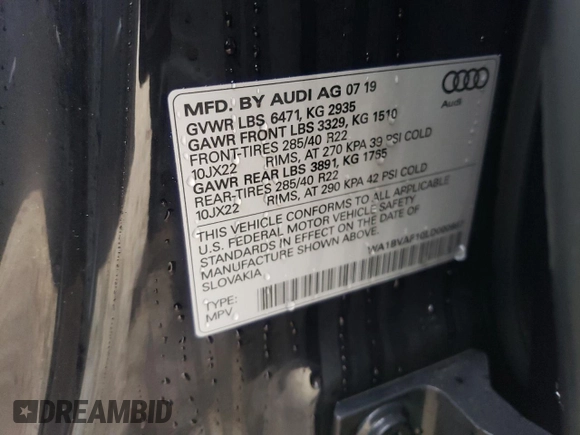 MFD. BY AUDI AG 07 19
GVWR LBS 6471, KG 2935
GAWR FRONT LBS 3329, KG 1510
FRONT-TIRES 285/40 R22
10JX22 RIMS, AT 270 KPA 39 PSI COLD
GAWR REAR LBS 3891, KG 1765
REAR-TIRES 285/40 R22
10JX22 RIMS, AT 290 KPA 42 PSI COLD
THIS VEHICLE CONFORMS TO ALL APPLICABLE
U.S. FEDERAL MOTOR VEHICLE SAFETY
STANDARDS IN EFFECT ON THE DATE OF
MANUFACTURE SHOWN ABOVE.
SLOVAKIA
TYPE:
MPV
Audi
DREAMBID